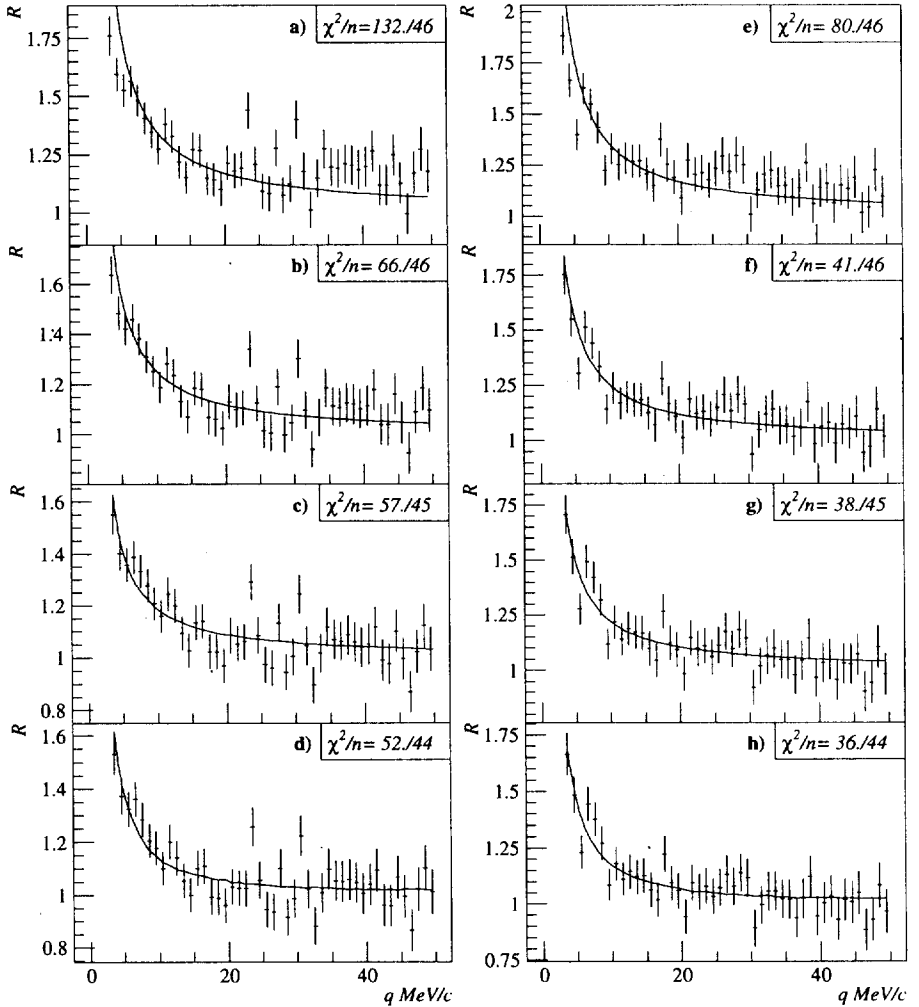 R
a) χ²/n=132./46
1.75
1.5
1.25
1
R
b) χ²/n= 66./46
1.6
1.4
1.2
1
R
c) χ²/n= 57./45
1.6
1.4
1.2
1
0.8
R
d) χ²/n= 52./44
1.6
1.4
1.2
1
0.8
0 20 40
q MeV/c
R
e) χ²/n= 80./46
2
1.75
1.5
1.25
1
R
f) χ²/n= 41./46
1.75
1.5
1.25
1
R
g) χ²/n= 38./45
1.75
1.5
1.25
1
R
h) χ²/n= 36./44
1.75
1.5
1.25
1
0.75
0 20 40
q MeV/c